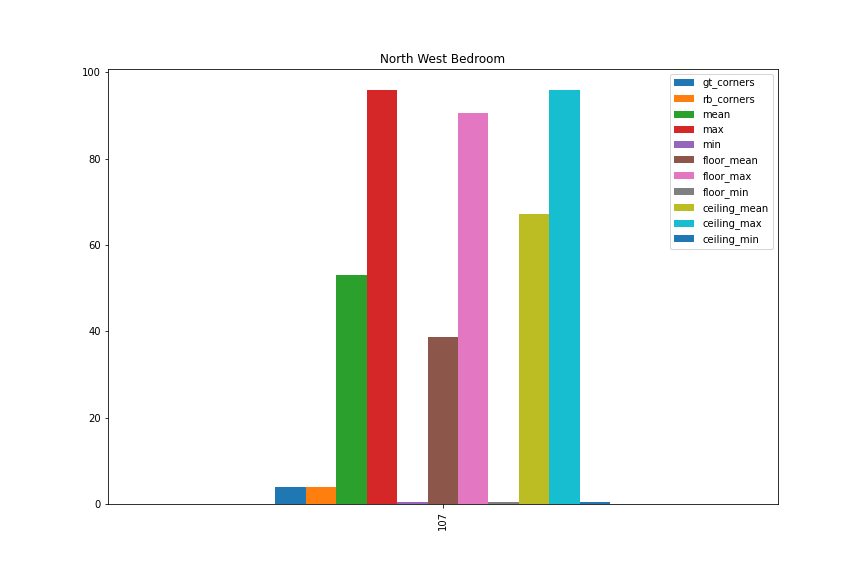 North West Bedroom
100
80
60
40
20
0
107
gt_corners
rb_corners
mean
max
min
floor_mean
floor_max
floor_min
ceiling_mean
ceiling_max
ceiling_min